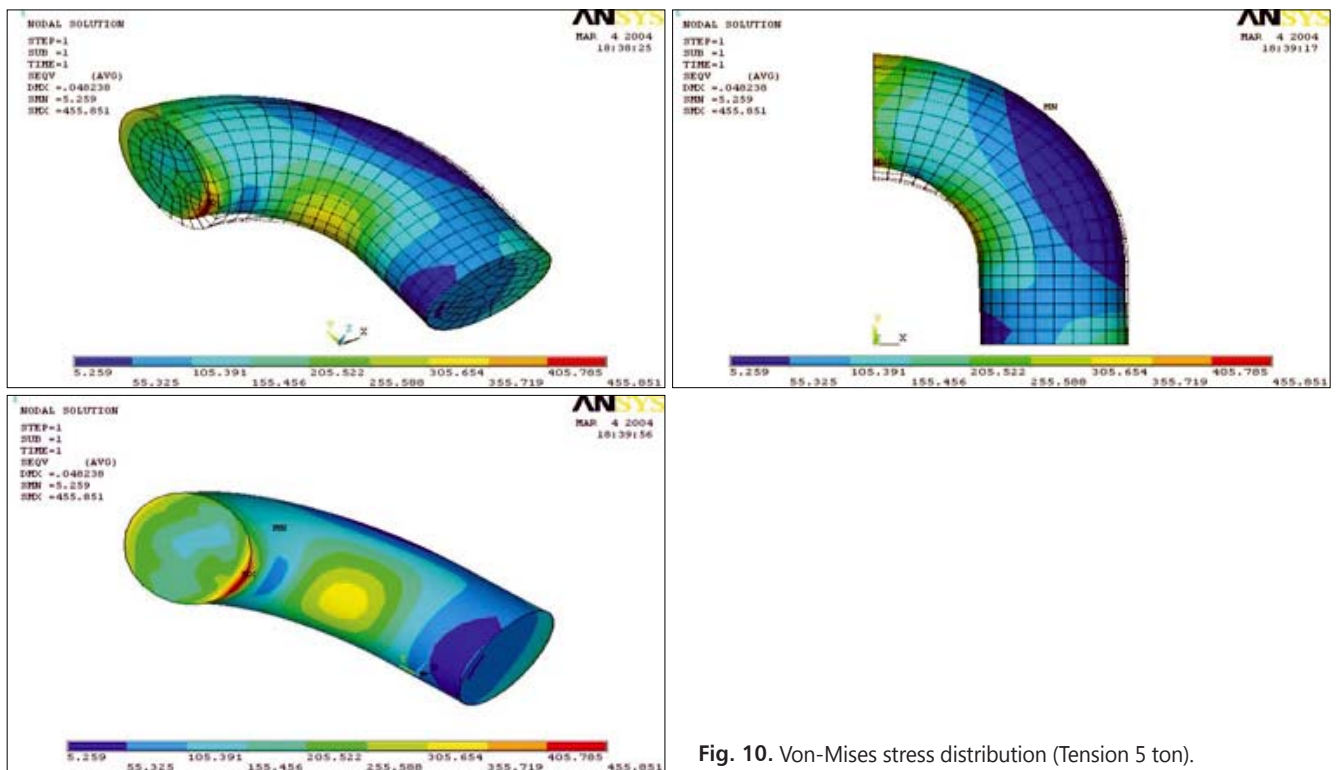 NODAL SOLUTION
STEP=1
SUB =1
TIME=1
SEQV (AVG)
DMX =.048238
SMN =5.259
SMX =455.851
ANSYS
MAR 4 2004
18:38:25
Y
Z
X
5.259 105.391 205.522 305.654 405.785
55.325 155.456 255.588 355.719 455.851
NODAL SOLUTION
STEP=1
SUB =1
TIME=1
SEQV (AVG)
DMX =.048238
SMN =5.259
SMX =455.851
ANSYS
MAR 4 2004
18:39:17
MN
Y
Z
X
5.259 105.391 205.522 305.654 405.785
55.325 155.456 255.588 355.719 455.851
NODAL SOLUTION
STEP=1
SUB =1
TIME=1
SEQV (AVG)
DMX =.048238
SMN =5.259
SMX =455.851
ANSYS
MAR 4 2004
18:39:56
MN
MX
5.259 105.391 205.522 305.654 405.785
55.325 155.456 255.588 355.719 455.851
Fig. 10. Von-Mises stress distribution (Tension 5 ton).